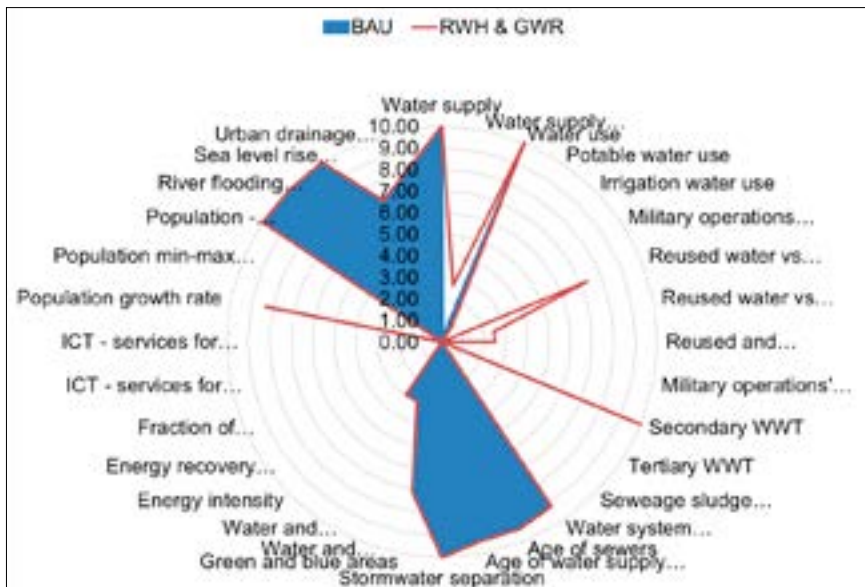 BAU RWH & GWR
Water supply
Water supply...
Water use
Potable water use
Irrigation water use
Military operations...
Reused water vs...
Reused water vs...
Reused and...
Military operations'...
Secondary WWT
Tertiary WWT
Seweage sludge...
Water system...
Age of sewers
Age of water supply...
Stormwater separation
Green and blue areas
Water and...
Water and...
Energy intensity
Energy recovery...
Fraction of...
ICT - services for...
ICT - services for...
Population growth rate
Population min-max...
Population -...
River flooding...
Sea level rise...
Urban drainage...
10.00
9.00
8.00
7.00
6.00
5.00
4.00
3.00
2.00
1.00
0.00